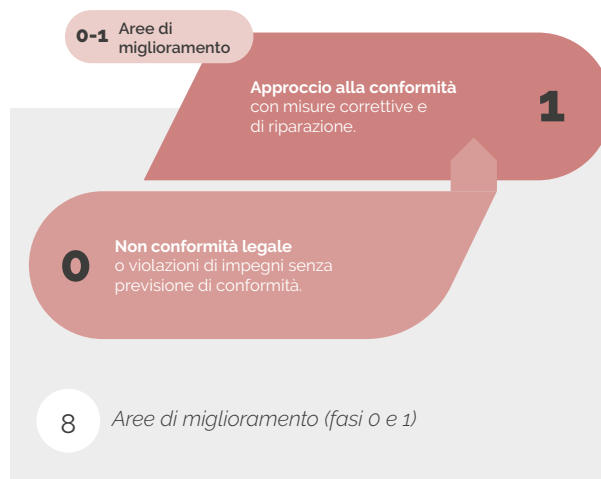 0-1 Aree di
miglioramento
Approccio alla conformità
con misure correttive e
di riparazione.
1
0
Non conformità legale
o violazioni di impegni senza
previsione di conformità.
8
Aree di miglioramento (fasi 0 e 1)